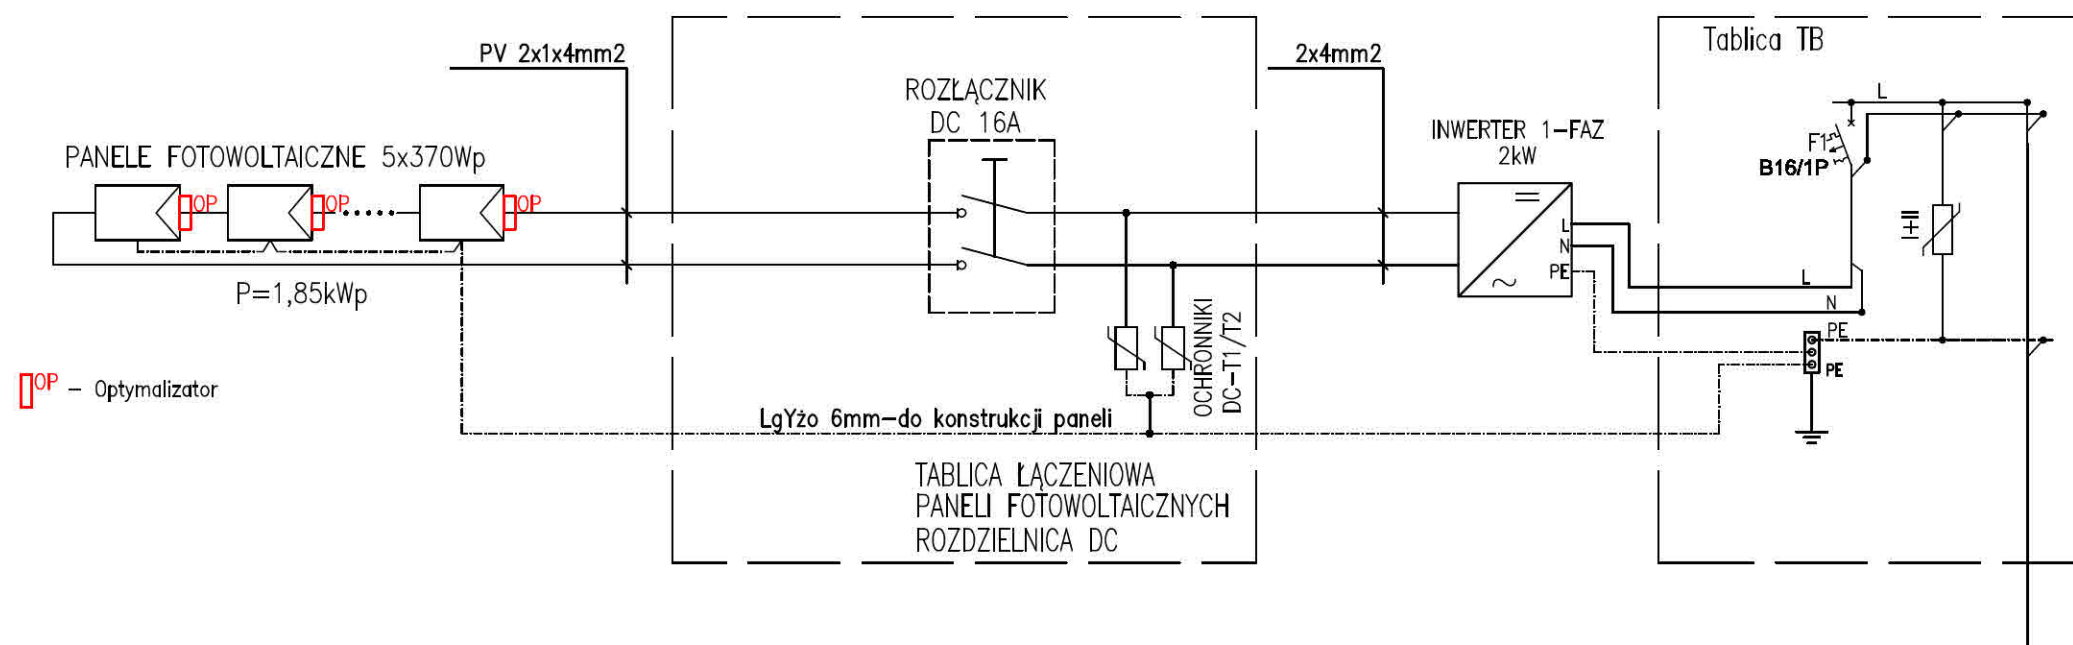 PV 2x1x4mm2
2x4mm2
Tablica TB
ROZŁĄCZNIK
DC 16A
INWERTER 1-FAZ
2kW
PANELE FOTOWOLTAICZNE 5x370Wp
OP
OP
OP
P=1,85kWp
OP - Optymalizator
OCHRONNIKI
DC-T1/T2
LgYżo 6mm-do konstrukcji paneli
TABLICA ŁĄCZENIOWA
PANELI FOTOWOLTAICZNYCH
ROZDZIELNICA DC
L
N
PE
L
F1
B16/1P
I+II
L
N
PE
PE